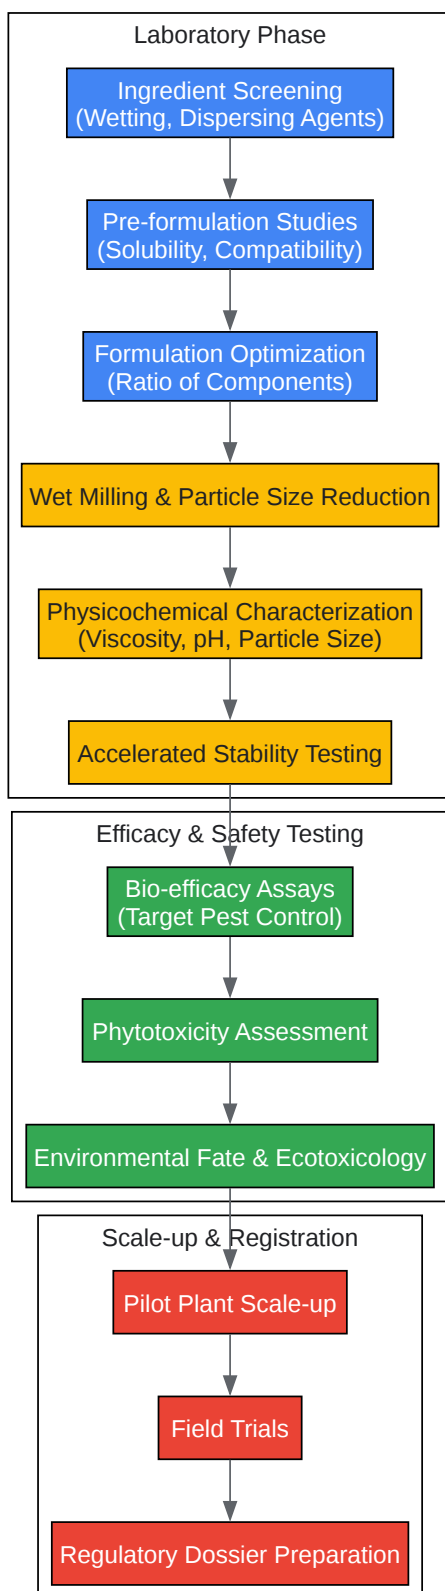 Laboratory Phase
Ingredient Screening
(Wetting, Dispersing Agents)
Pre-formulation Studies
(Solubility, Compatibility)
Formulation Optimization
(Ratio of Components)
Wet Milling & Particle Size Reduction
Physicochemical Characterization
(Viscosity, pH, Particle Size)
Accelerated Stability Testing
Efficacy & Safety Testing
Bio-efficacy Assays
(Target Pest Control)
Phytotoxicity Assessment
Environmental Fate & Ecotoxicology
Scale-up & Registration
Pilot Plant Scale-up
Field Trials
Regulatory Dossier Preparation